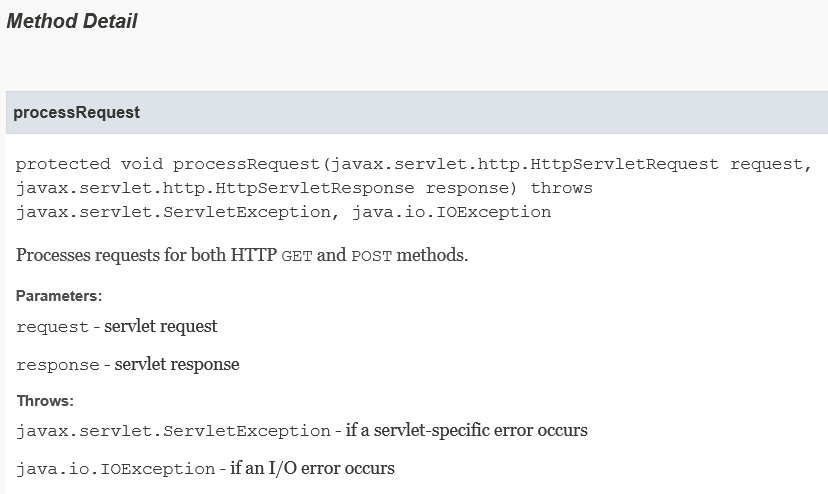 Method Detail
processRequest
protected void processRequest(javax.servlet.http.HttpServletRequest request,
javax.servlet.http.HttpServletResponse response) throws
javax.servlet.ServletException, java.io.IOException
Processes requests for both HTTP GET and POST methods.
Parameters:
request - servlet request
response - servlet response
Throws:
javax.servlet.ServletException - if a servlet-specific error occurs
java.io.IOException - if an I/O error occurs